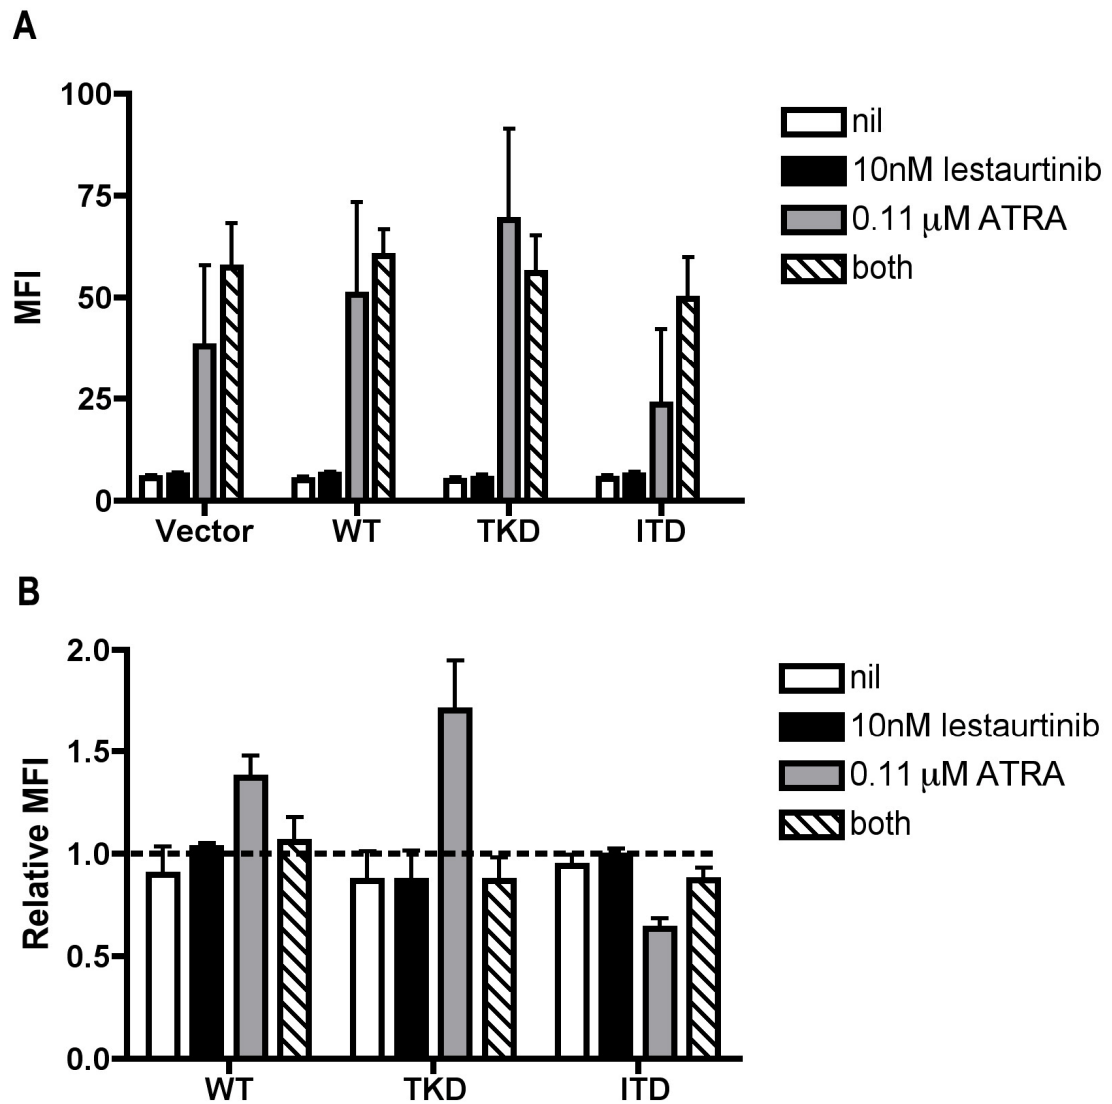 A
100
75
50
25
0
MFI
Vector WT TKD ITD
nil
10nM lestaurtinib
0.11 μM ATRA
both
B
2.0
1.5
1.0
0.5
0.0
Relative MFI
WT TKD ITD
nil
10nM lestaurtinib
0.11 μM ATRA
both